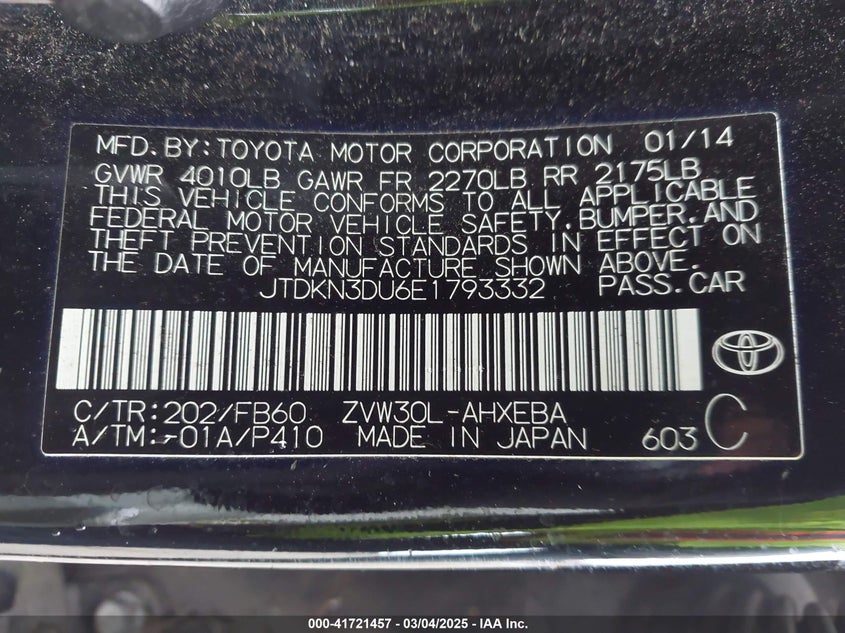 MFD.BY:TOYOTA MOTOR CORPORATION 01/14
GVWR 4010LB GAWR FR 2270LB RR 2175LB
THIS VEHICLE CONFORMS TO ALL APPLICABLE
FEDERAL MOTOR VEHICLE SAFETY,BUMPER,AND
THEFT PREVENTION STANDARDS IN EFFECT ON
THE DATE OF MANUFACTURE SHOWN ABOVE.
JTDKN3DU6E1793332 PASS.CAR
C/TR:202/FB60 ZVW30L-AHXEBA
A/TM:-01A/P410 MADE IN JAPAN 603 C
000-41721457 - 03/04/2025 - IAA Inc.